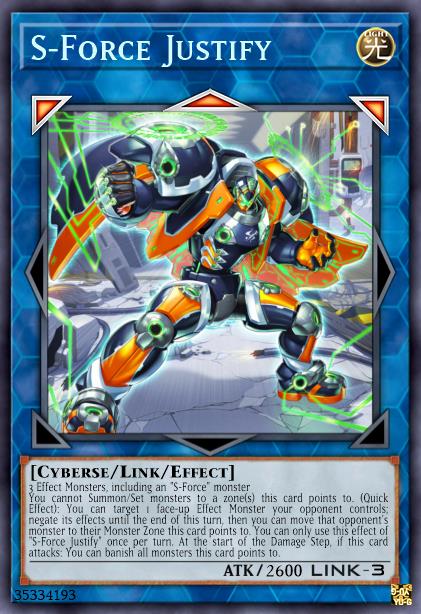 S-Force Justify
LIGHT
光
[Cyberse/Link/Effect]
3 Effect Monsters, including an "S-Force" monster
You cannot Summon/Set monsters to a zone(s) this card points to. (Quick
Effect): You can target 1 face-up Effect Monster your opponent controls;
negate its effects until the end of this turn, then you can move that opponent's
monster to their Monster Zone this card points to. You can only use this effect of
"S-Force Justify" once per turn. At the start of the Damage Step, if this card
attacks: You can banish all monsters this card points to.
ATK/2600 LINK-3
35334193